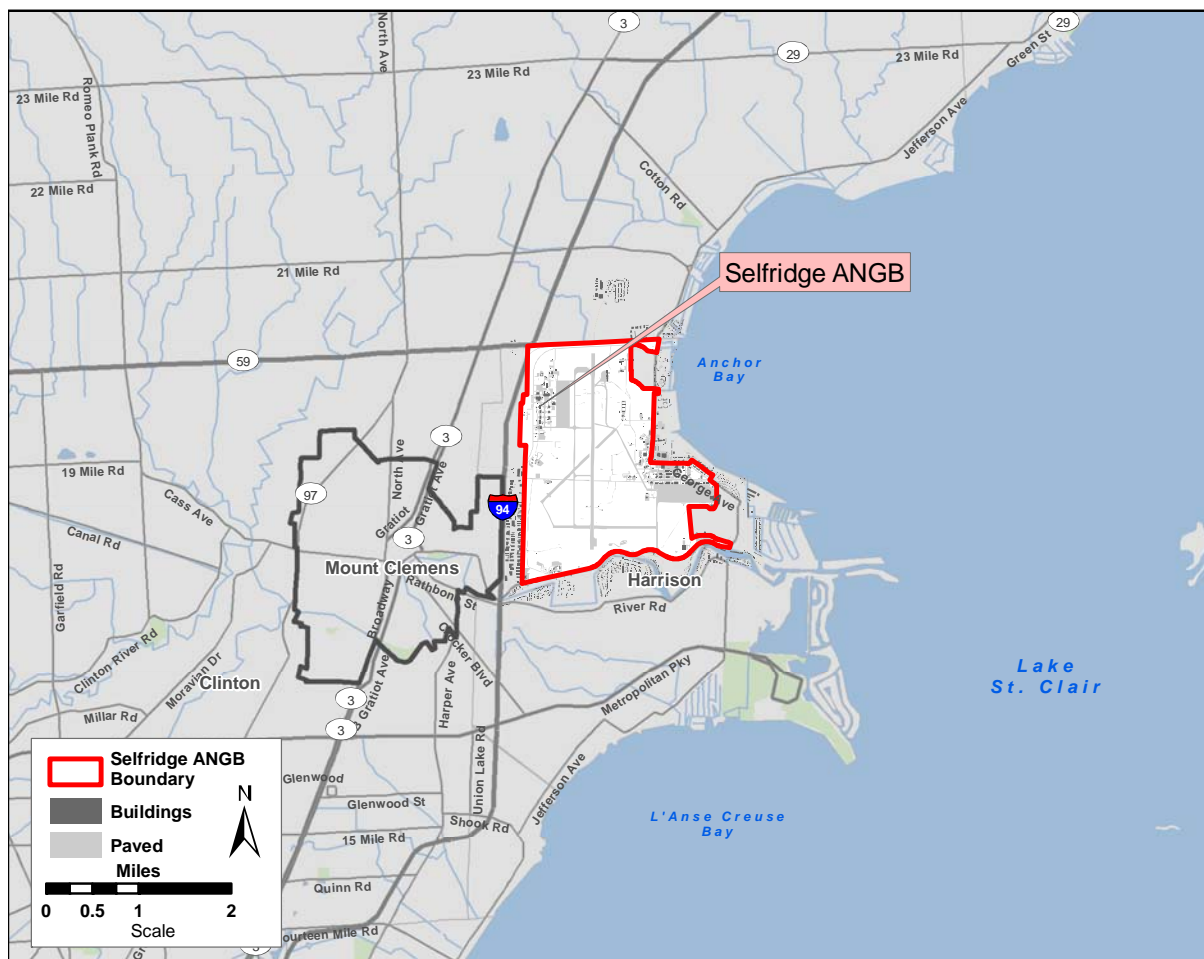 3
29
North Ave
29
23 Mile Rd
23 Mile Rd
23 Mile Rd
Green St
Romeo Plank Rd
Jefferson Ave
22 Mile Rd
Cotton Rd
21 Mile Rd
Selfridge ANGB
59
Anchor
Bay
3
19 Mile Rd
North Ave
Gratiot Ave
97
George Ave
Cass Ave
94
Gratiot
Canal Rd
3
Mount Clemens
Harrison
Rathbone St
River Rd
Garfield Rd
Broadway
Crocker Blvd
Clinton River Rd
Moravian Dr
Clinton
Harper Ave
Metropolitan Pky
Lake
St. Clair
3
Gratiot Ave
Millar Rd
3
Union Lake Rd
Jefferson Ave
Selfridge ANGB
Boundary
Buildings
Paved
N
Miles
0 0.5 1 2
Scale
Glenwood
Glenwood St
Shook Rd
L'Anse Creuse
Bay
15 Mile Rd
Quinn Rd
ourteen Mile Rd